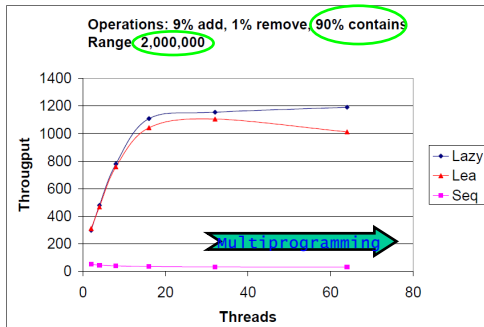 Operations: 9% add, 1% remove, 90% contains
Range 2,000,000
1400
1200
1000
800
600
400
200
0
Througput
Multiprogramming
Lazy
Lea
Seq
0 20 40 60 80
Threads